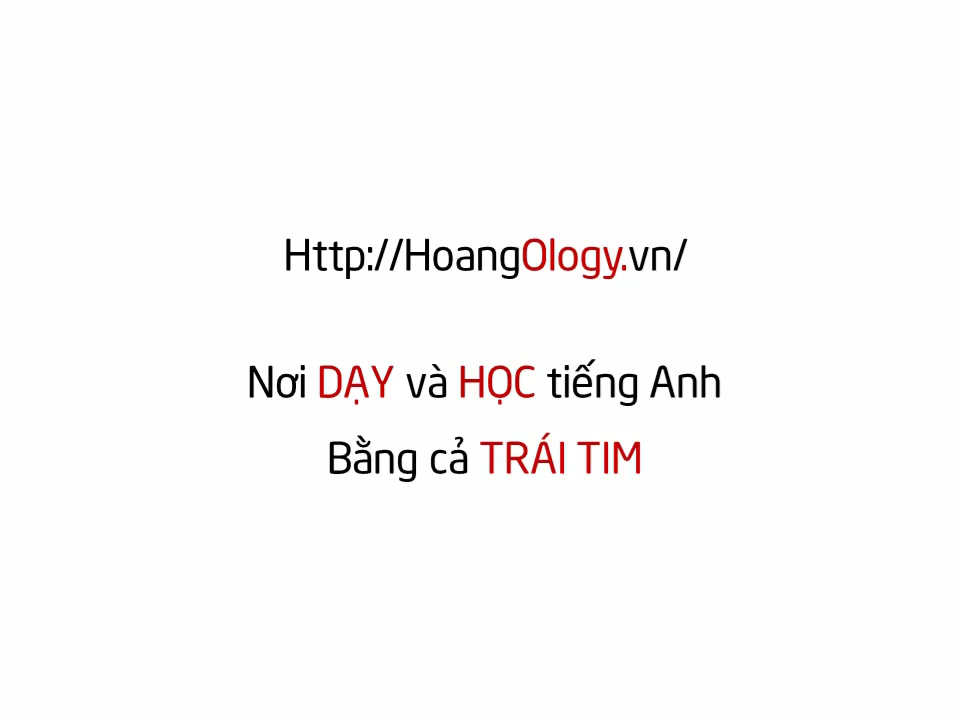 Http://HoangOlogy.vn/
Nơi DẠY và HỌC tiếng Anh
Bằng cả TRÁI TIM